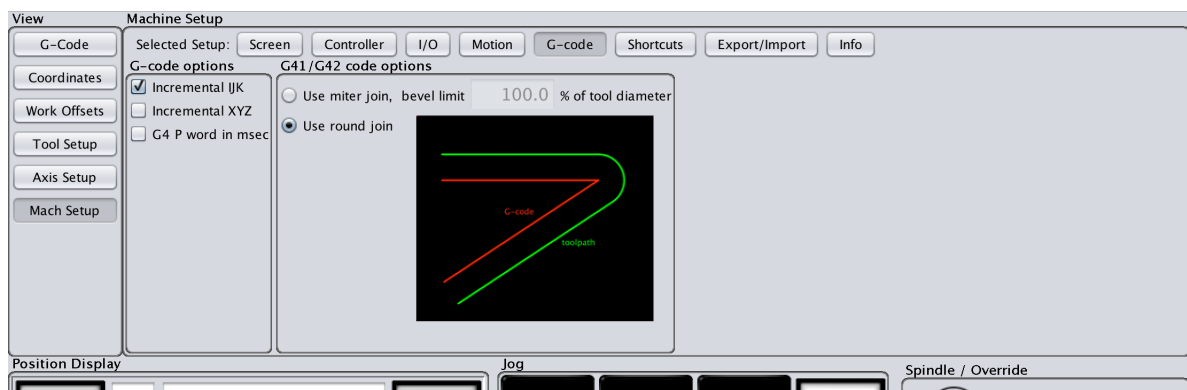 View
Machine Setup
G-Code
Selected Setup: Screen Controller I/O Motion G-code Shortcuts Export/Import Info
G-code options
G41/G42 code options
Coordinates
Incremental IJK
Use miter join, bevel limit 100.0 % of tool diameter
Work Offsets
Incremental XYZ
Use round join
Tool Setup
G4 P word in msec
Axis Setup
Mach Setup
G-code
toolpath
Position Display
Jog
Spindle / Override